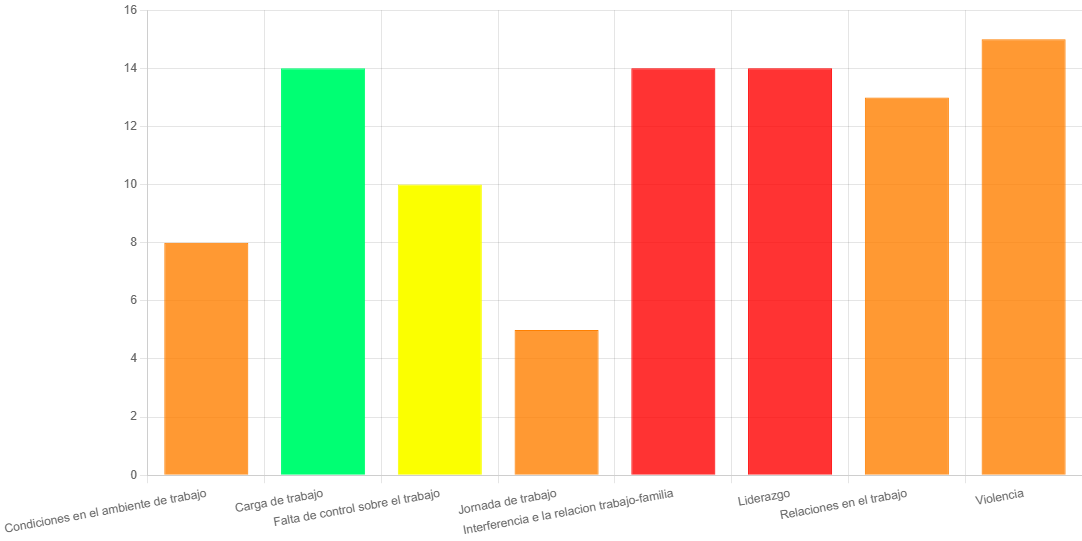 16
14
12
10
8
6
4
2
0
Condiciones en el ambiente de trabajo
Carga de trabajo
Falta de control sobre el trabajo
Jornada de trabajo
Interferencia e la relacion trabajo-familia
Liderazgo
Relaciones en el trabajo
Violencia